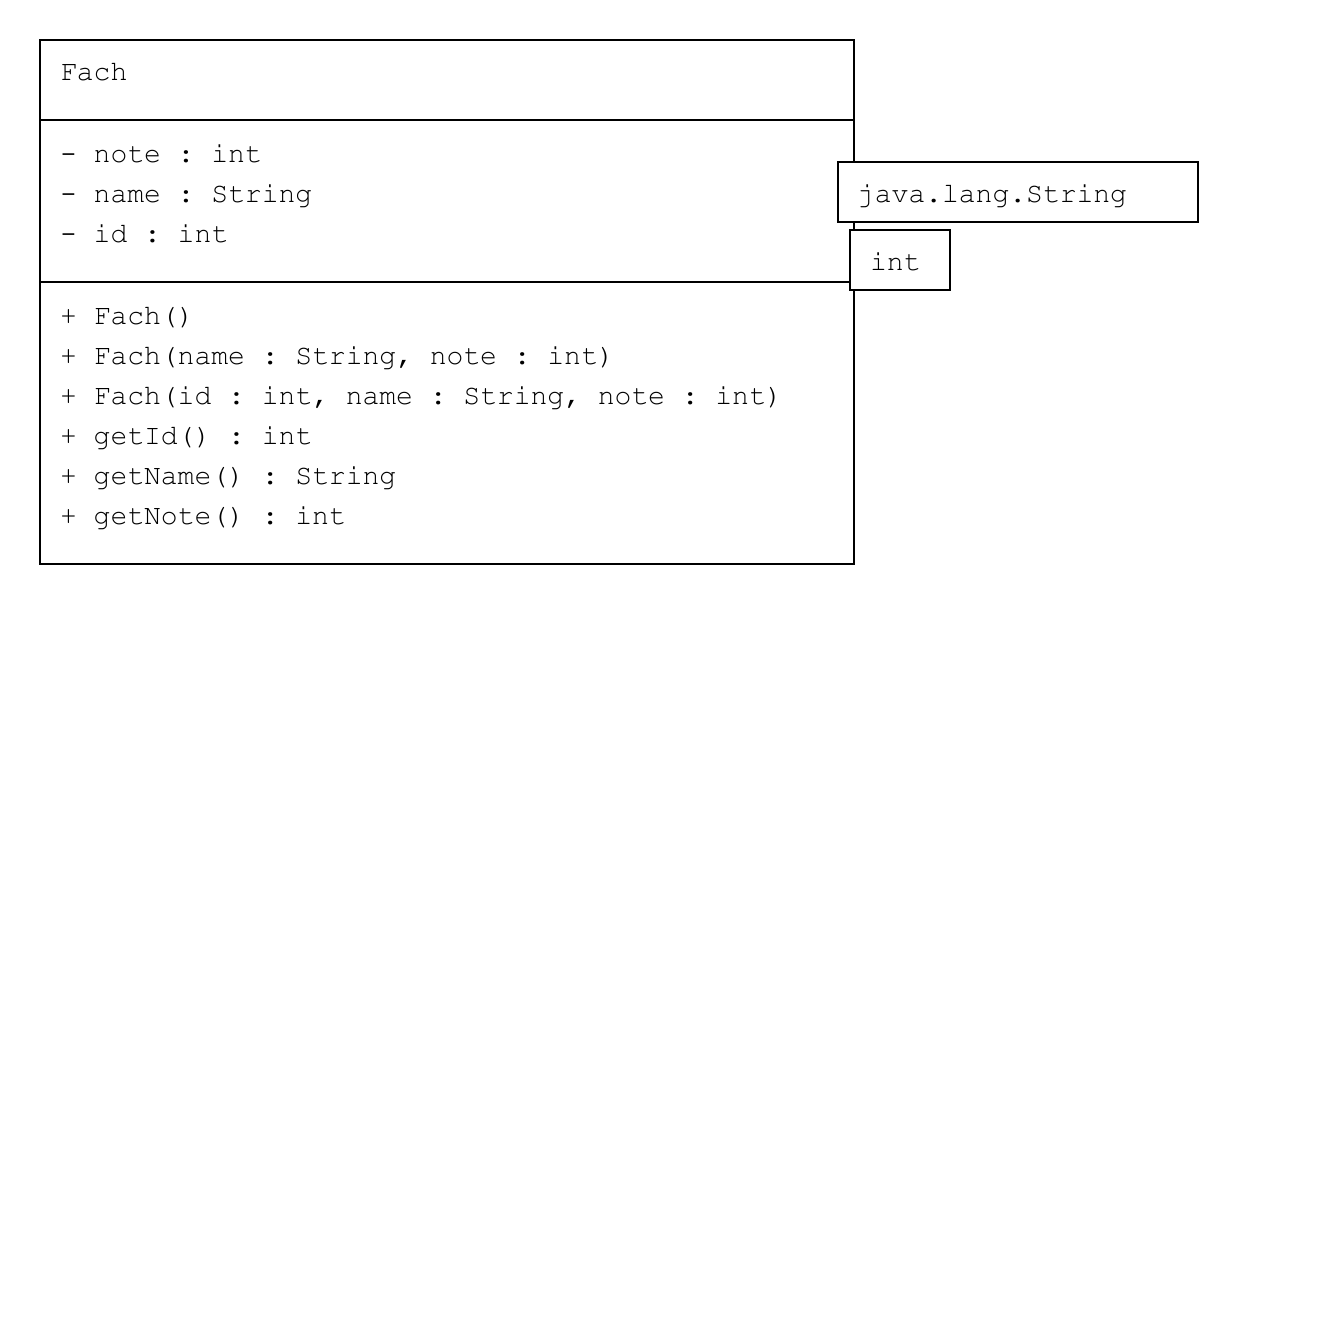 Fach
- note : int
- name : String
- id : int
java.lang.String
int
+ Fach()
+ Fach(name : String, note : int)
+ Fach(id : int, name : String, note : int)
+ getId() : int
+ getName() : String
+ getNote() : int